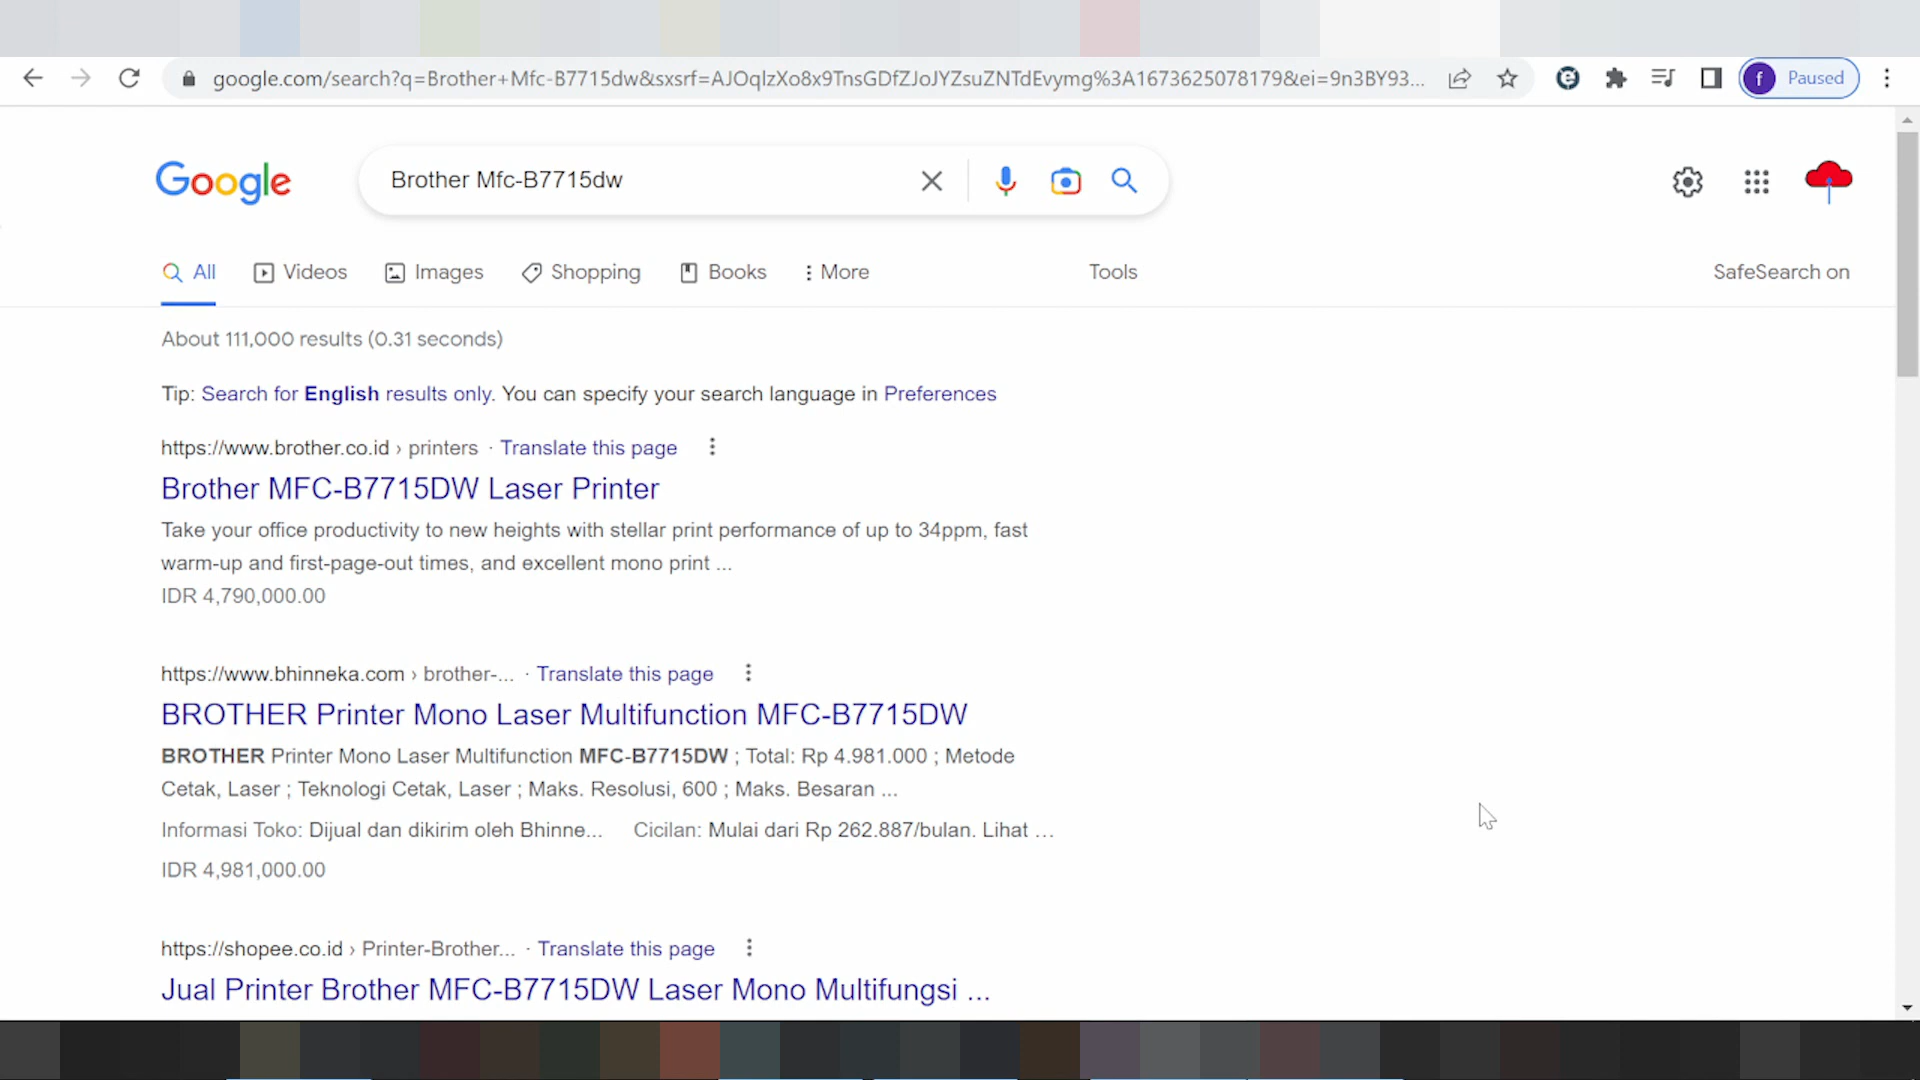 google.com/search?q=Brother+Mfc-B7715dw&sxsrf=AJOqlzXo8x9TnsGDfZJoJYZsuZNTdEvymg%3A1673625078179&ei=9n3BY93...
f Paused
Google
Brother Mfc-B7715dw
All Videos Images Shopping Books More Tools SafeSearch on
About 111,000 results (0.31 seconds)
Tip: Search for English results only. You can specify your search language in Preferences
https://www.brother.co.id › printers · Translate this page
Brother MFC-B7715DW Laser Printer
Take your office productivity to new heights with stellar print performance of up to 34ppm, fast
warm-up and first-page-out times, and excellent mono print ...
IDR 4,790,000.00
https://www.bhinneka.com › brother-... · Translate this page
BROTHER Printer Mono Laser Multifunction MFC-B7715DW
BROTHER Printer Mono Laser Multifunction MFC-B7715DW ; Total: Rp 4.981.000 ; Metode
Cetak, Laser ; Teknologi Cetak, Laser ; Maks. Resolusi, 600 ; Maks. Besaran ...
Informasi Toko: Dijual dan dikirim oleh Bhinne... Cicilan: Mulai dari Rp 262.887/bulan. Lihat ...
IDR 4,981,000.00
https://shopee.co.id › Printer-Brother... · Translate this page
Jual Printer Brother MFC-B7715DW Laser Mono Multifungsi ...